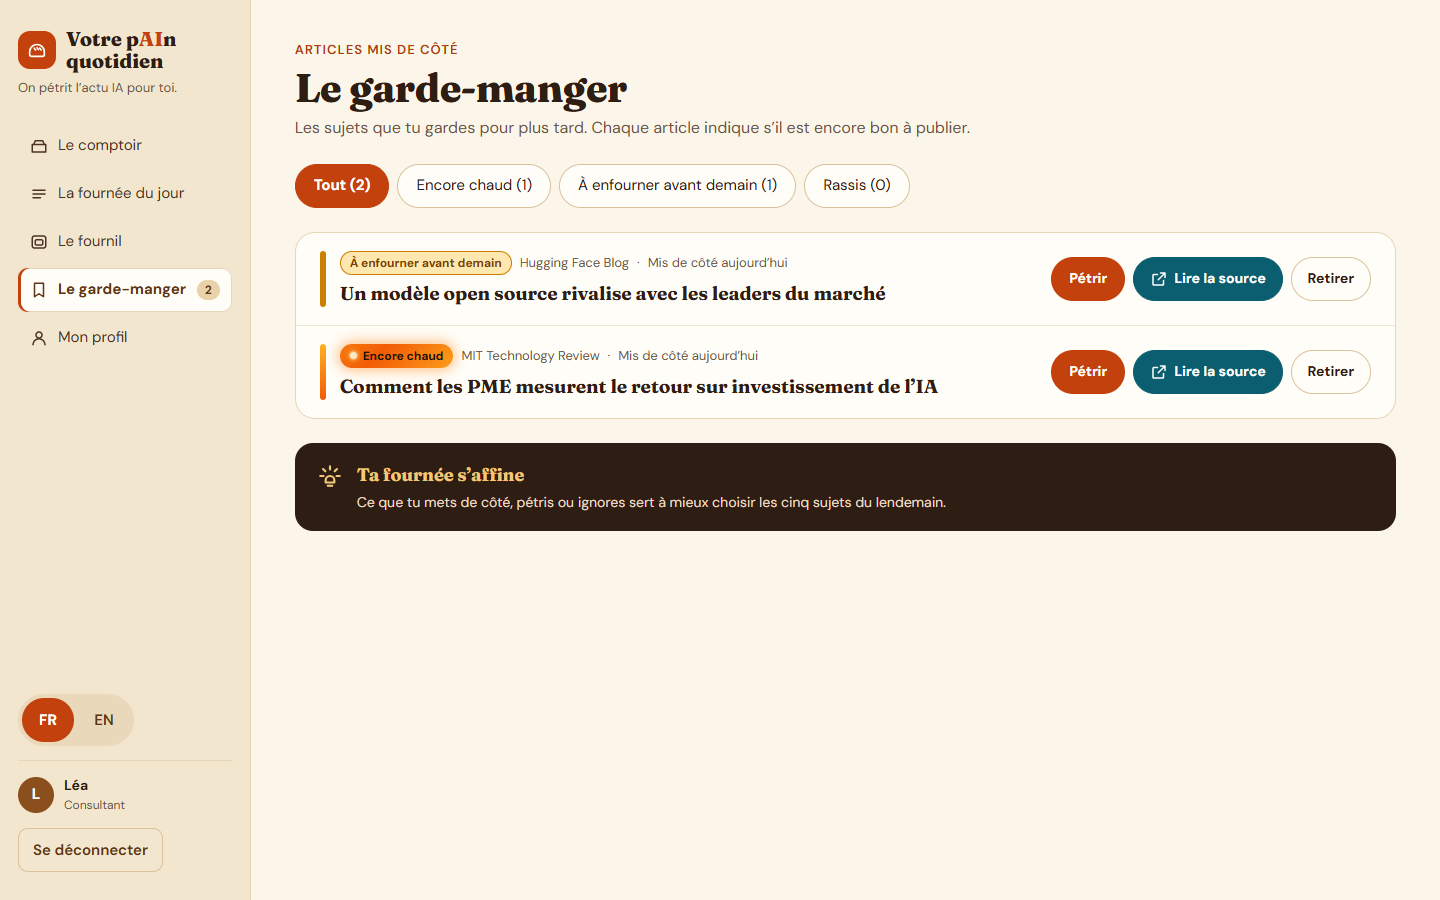 Votre pAIn
quotidien
On pétrit l’actu IA pour toi.
Le comptoir
La fournée du jour
Le fournil
Le garde-manger 2
Mon profil
FR EN
L
Léa
Consultant
Se déconnecter
ARTICLES MIS DE CÔTÉ
Le garde-manger
Les sujets que tu gardes pour plus tard. Chaque article indique s’il est encore bon à publier.
Tout (2) Encore chaud (1) À enfourner avant demain (1) Rassis (0)
À enfourner avant demain Hugging Face Blog · Mis de côté aujourd’hui
Un modèle open source rivalise avec les leaders du marché
Pétrir Lire la source Retirer
Encore chaud MIT Technology Review · Mis de côté aujourd’hui
Comment les PME mesurent le retour sur investissement de l’IA
Pétrir Lire la source Retirer
Ta fournée s’affine
Ce que tu mets de côté, pétris ou ignores sert à mieux choisir les cinq sujets du lendemain.